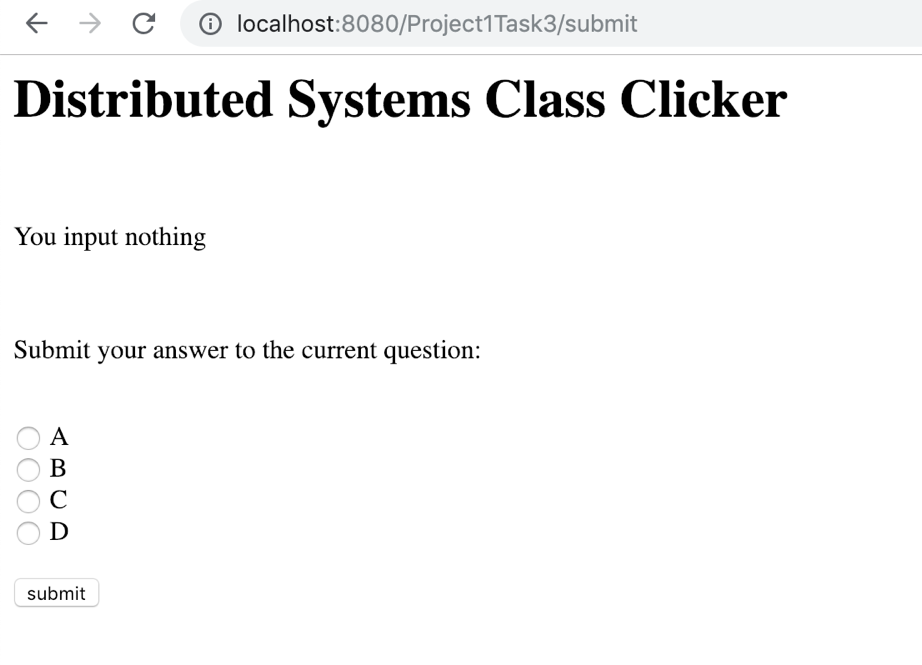 localhost:8080/Project1Task3/submit
Distributed Systems Class Clicker
You input nothing
Submit your answer to the current question:
A
B
C
D
submit